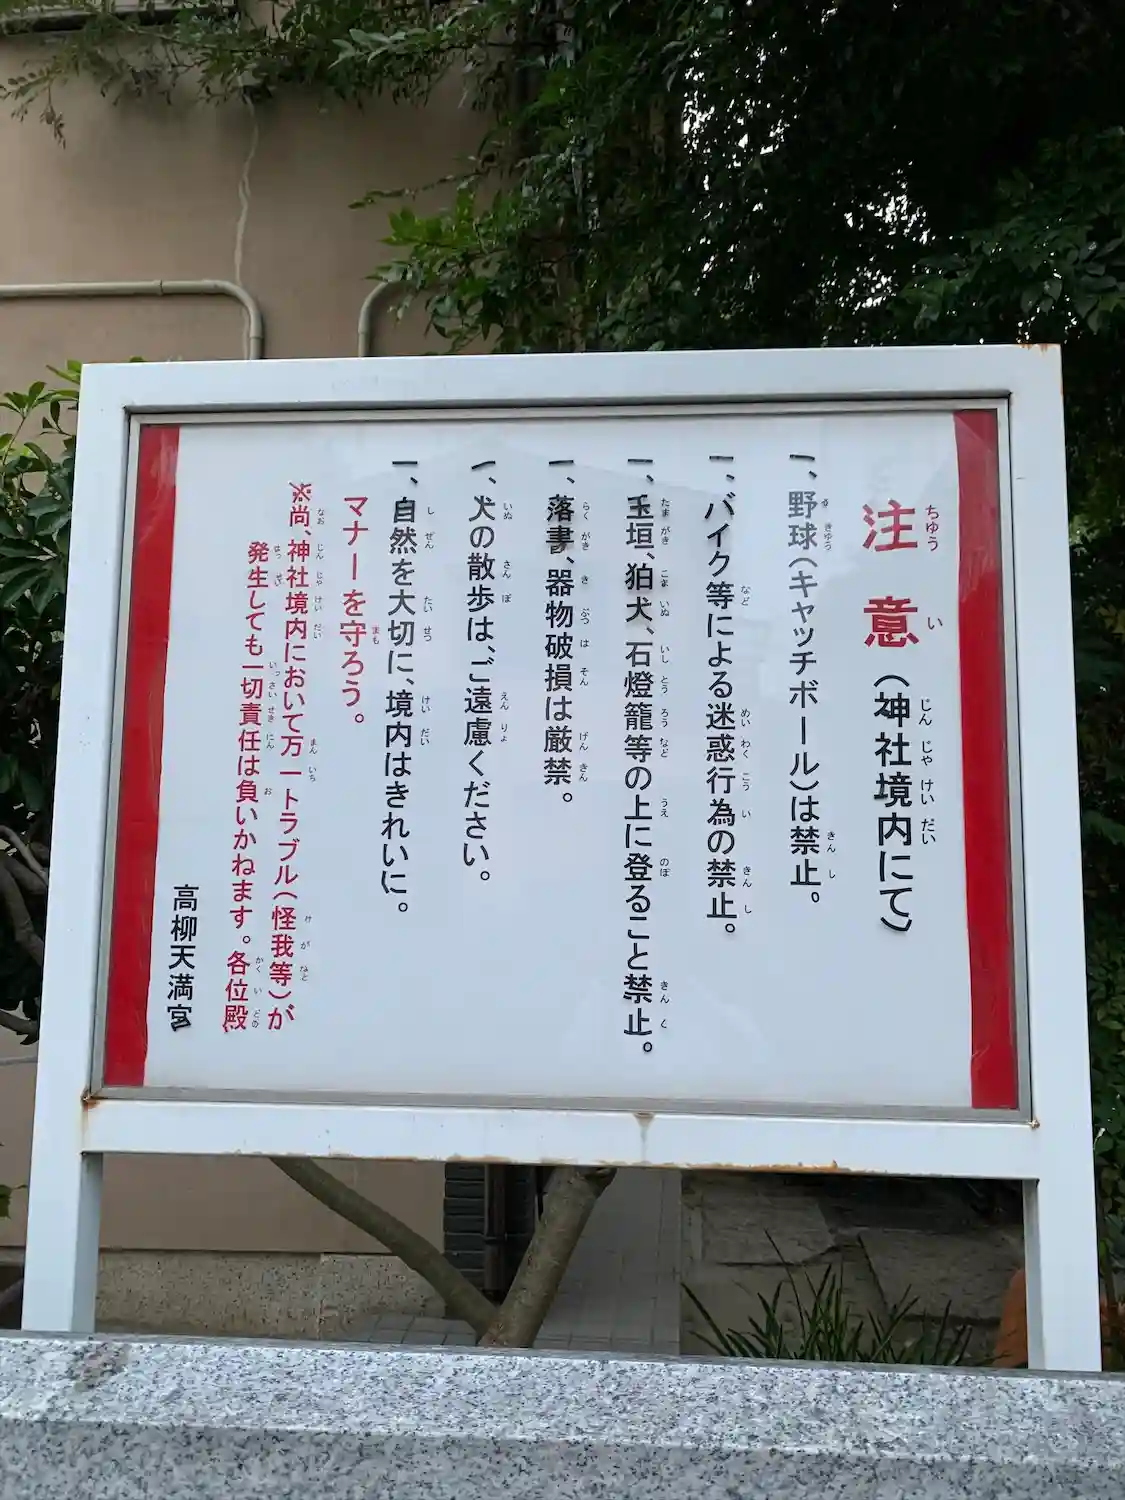 注意（神社境内にて）
一、野球（キャッチボール）は禁止。
一、バイク等による迷惑行為の禁止。
一、玉垣、狛犬、石燈籠等の上に登ること禁止。
一、落書、器物破損は厳禁。
一、犬の散歩は、ご遠慮ください。
一、自然を大切に、境内はきれいに。
マナーを守ろう。
※尚、神社境内において万一トラブル（怪我等）が
発生しても一切責任は負いかねます。各位殿
高柳天満宮